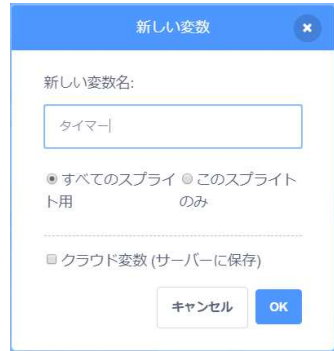 新しい変数
新しい変数名:
タイマー
すべてのスプライト用
このスプライトのみ
クラウド変数 (サーバーに保存)
キャンセル
OK